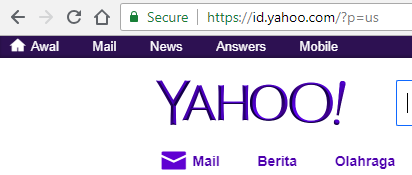 Secure https://id.yahoo.com/?p=us
Awal Mail News Answers Mobile
YAHOO!
Mail Berita Olahraga